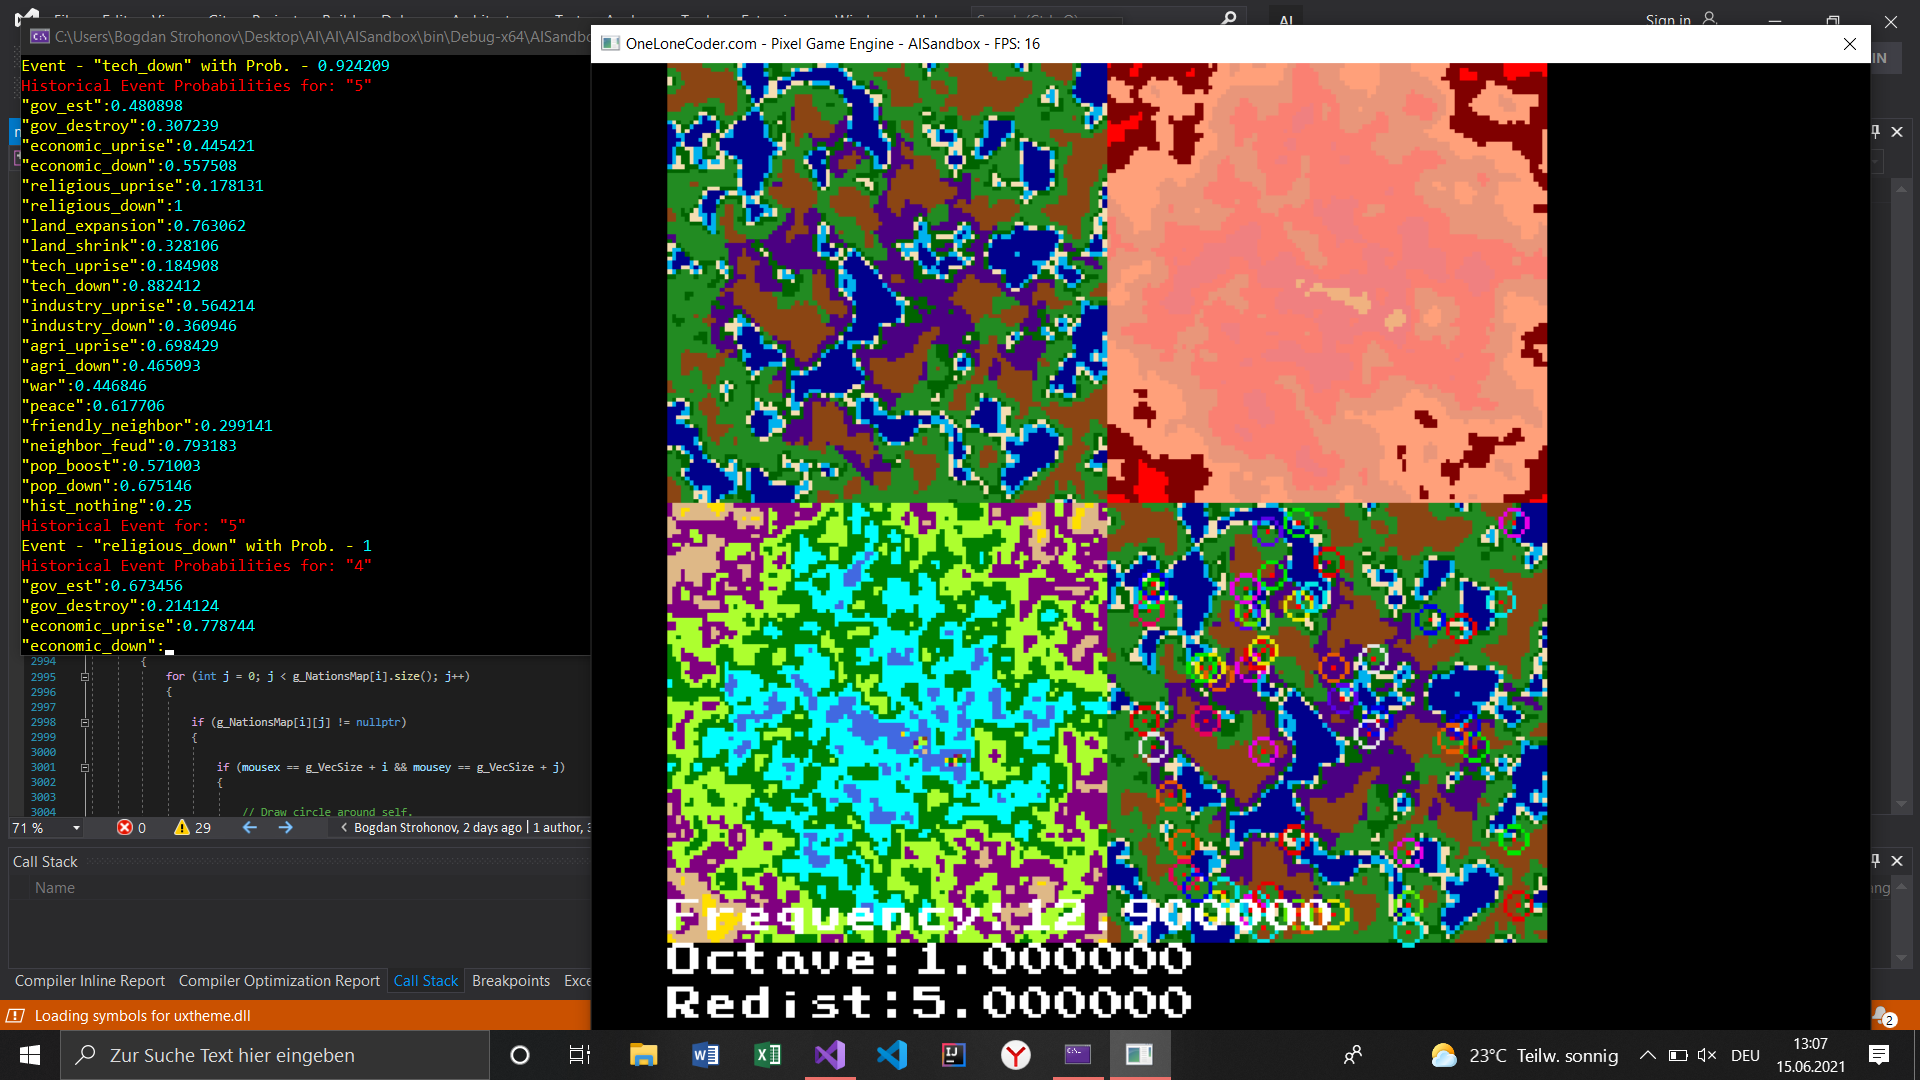 Sign in
C:\Users\Bogdan Strohonov\Desktop\AI\AI\AISandbox\bin\Debug-x64\AISandbo
OneLoneCoder.com - Pixel Game Engine - AISandbox - FPS: 16
Event - "tech_down" with Prob. - 0.924209
Historical Event Probabilities for: "5"
"gov_est":0.480898
"gov_destroy":0.307239
"economic_uprise":0.445421
"economic_down":0.557508
"religious_uprise":0.178131
"religious_down":1
"land_expansion":0.763062
"land_shrink":0.328106
"tech_uprise":0.184908
"tech_down":0.882412
"industry_uprise":0.564214
"industry_down":0.360946
"agri_uprise":0.698429
"agri_down":0.465093
"war":0.446846
"peace":0.617706
"friendly_neighbor":0.299141
"neighbor_feud":0.793183
"pop_boost":0.571003
"pop_down":0.675146
"hist_nothing":0.25
Historical Event for: "5"
Event - "religious_down" with Prob. - 1
Historical Event Probabilities for: "4"
"gov_est":0.673456
"gov_destroy":0.214124
"economic_uprise":0.778744
"economic_down":
2994 {
2995 for (int j = 0; j < g_NationsMap[i].size(); j++)
2996 {
2997
2998 if (g_NationsMap[i][j] != nullptr)
2999 {
3000
3001 if (mousex == g_VecSize + i && mousey == g_VecSize + j)
3002 {
3003
3004 // Draw circle around self.
71 % 0 29 Bogdan Strohonov, 2 days ago | 1 author, 3
Call Stack
Name
Compiler Inline Report Compiler Optimization Report Call Stack Breakpoints Exce
Loading symbols for uxtheme.dll
Frequency:12.900000
Octave:1.000000
Redist:5.000000
2
Zur Suche Text hier eingeben
23°C Teilw. sonnig
DEU
13:07
15.06.2021